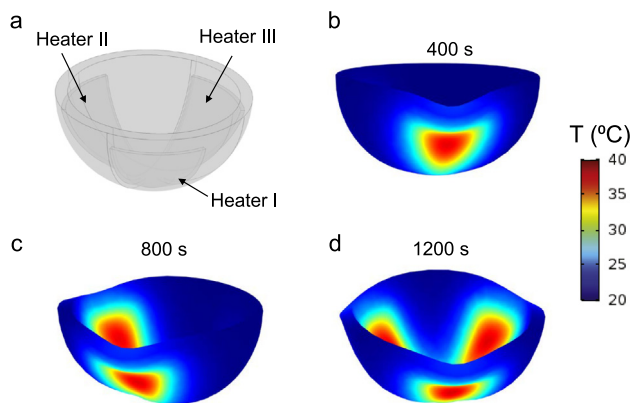 a
Heater II
Heater III
Heater I
b
400 s
T (ºC)
40
35
30
25
20
c
800 s
d
1200 s